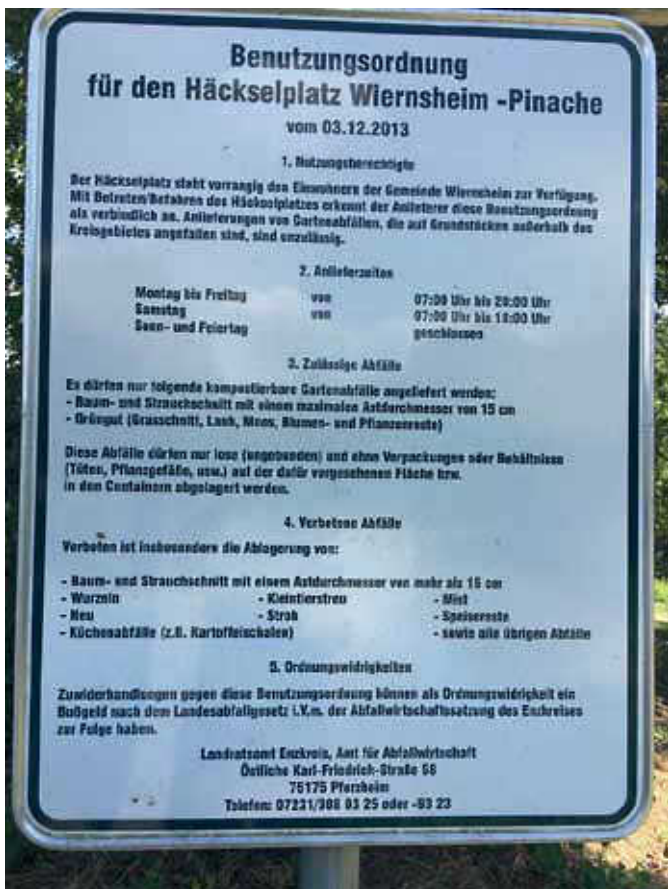 Benutzungsordnung
für den Häckselplatz Wiernsheim -Pinache
vom 03.12.2013
1. Nutzungsberechtigte
Der Häckselplatz steht vorrangig den Einwohnern der Gemeinde Wiernsheim zur Verfügung.
Mit Betreten/Befahren des Häckselplatzes erkennt der Anlieferer diese Benutzungsordnung
als verbindlich an. Anlieferungen von Gartenabfällen, die auf Grundstücken außerhalb des
Kreisgebietes angefallen sind, sind unzulässig.
2. Anlieferzeiten
Montag bis Freitag von 07:00 Uhr bis 20:00 Uhr
Samstag von 07:00 Uhr bis 18:00 Uhr
Sonn- und Feiertag geschlossen
3. Zulässige Abfälle
Es dürfen nur folgende kompostierbare Gartenabfälle angeliefert werden:
- Baum- und Strauchschnitt mit einem maximalen Astdurchmesser von 15 cm
- Grüngut (Grasschnitt, Laub, Moos, Blumen- und Pflanzenreste)
Diese Abfälle dürfen nur lose (ungebunden) und ohne Verpackungen oder Behältnisse
(Tüten, Pflanzgefäße, usw.) auf der dafür vorgesehenen Fläche bzw.
in den Containern abgelagert werden.
4. Verbotene Abfälle
Verboten ist insbesondere die Ablagerung von:
- Baum- und Strauchschnitt mit einem Astdurchmesser von mehr als 15 cm
- Wurzeln - Kleintierstreu - Mist
- Heu - Stroh - Speisereste
- Küchenabfälle (z.B. Kartoffelschalen) - sowie alle übrigen Abfälle
5. Ordnungswidrigkeiten
Zuwiderhandlungen gegen diese Benutzungsordnung können als Ordnungswidrigkeit ein
Bußgeld nach dem Landesabfallgesetz i.V.m. der Abfallwirtschaftssatzung des Enzkreises
zur Folge haben.
Landratsamt Enzkreis, Amt für Abfallwirtschaft
Östliche Karl-Friedrich-Straße 58
75175 Pforzheim
Telefon: 07231/308 93 25 oder -93 23